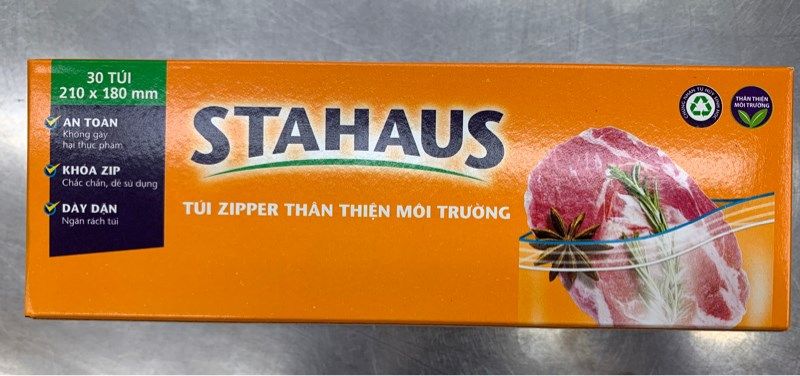 30 TÚI
210 x 180 mm
AN TOÀN
Không gây
hại thực phẩm
KHÓA ZIP
Chắc chắn, dễ sử dụng
DÀY DẶN
Ngăn rách túi
STAHAUS
TÚI ZIPPER THÂN THIỆN MÔI TRƯỜNG
THÂN THIỆN
MÔI TRƯỜNG